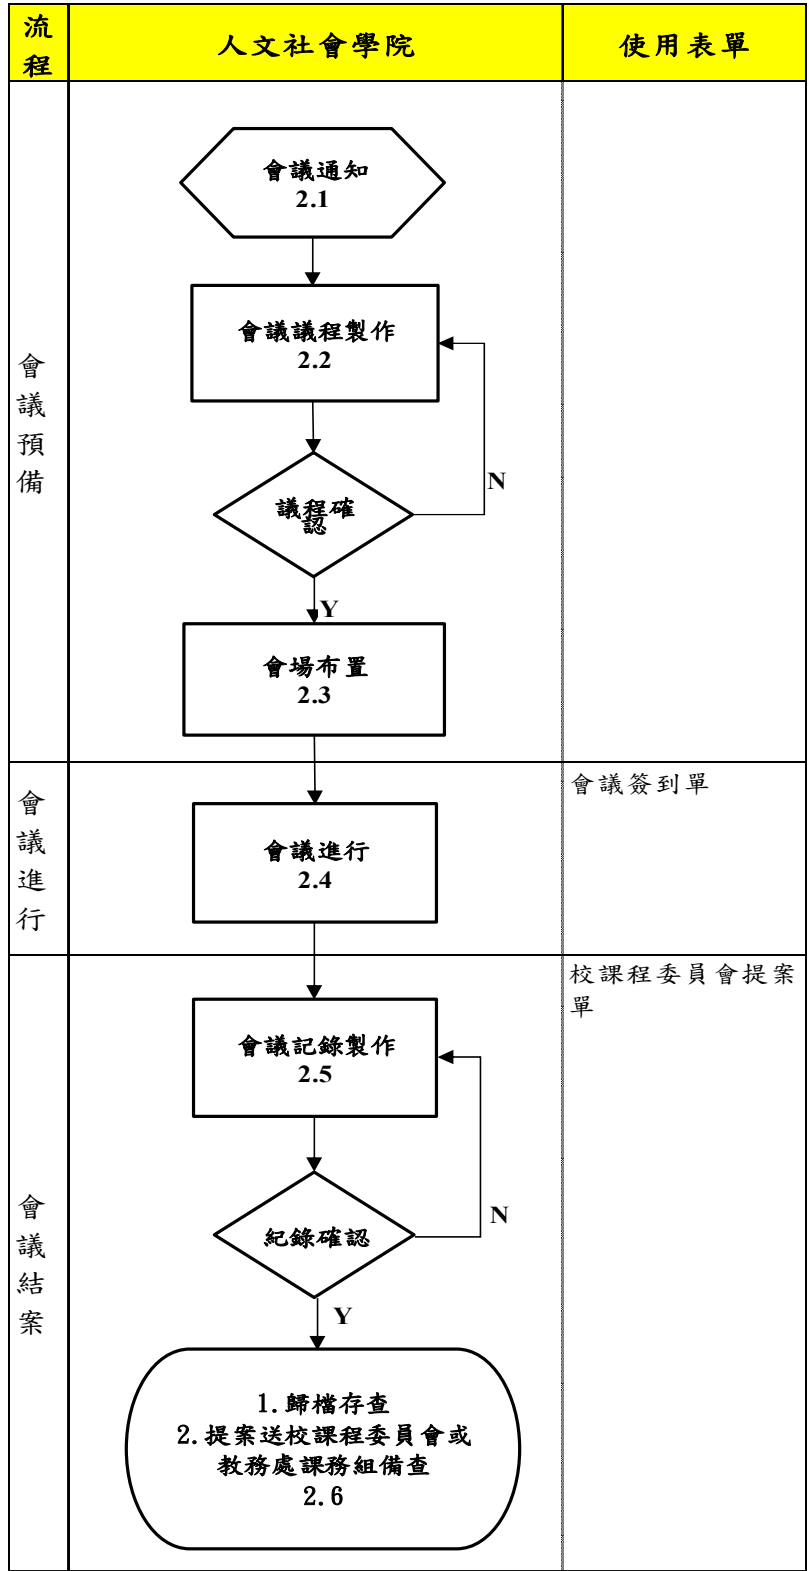 流
程
人文社會學院
使用表單
會
議
預
備
會議通知
2.1
會議議程製作
2.2
議程確
認
N
Y
會場布置
2.3
會
議
進
行
會議進行
2.4
會議簽到單
會
議
結
案
校課程委員會提案
單
會議記錄製作
2.5
紀錄確認
N
Y
1.歸檔存查
2.提案送校課程委員會或
教務處課務組備查
2.6